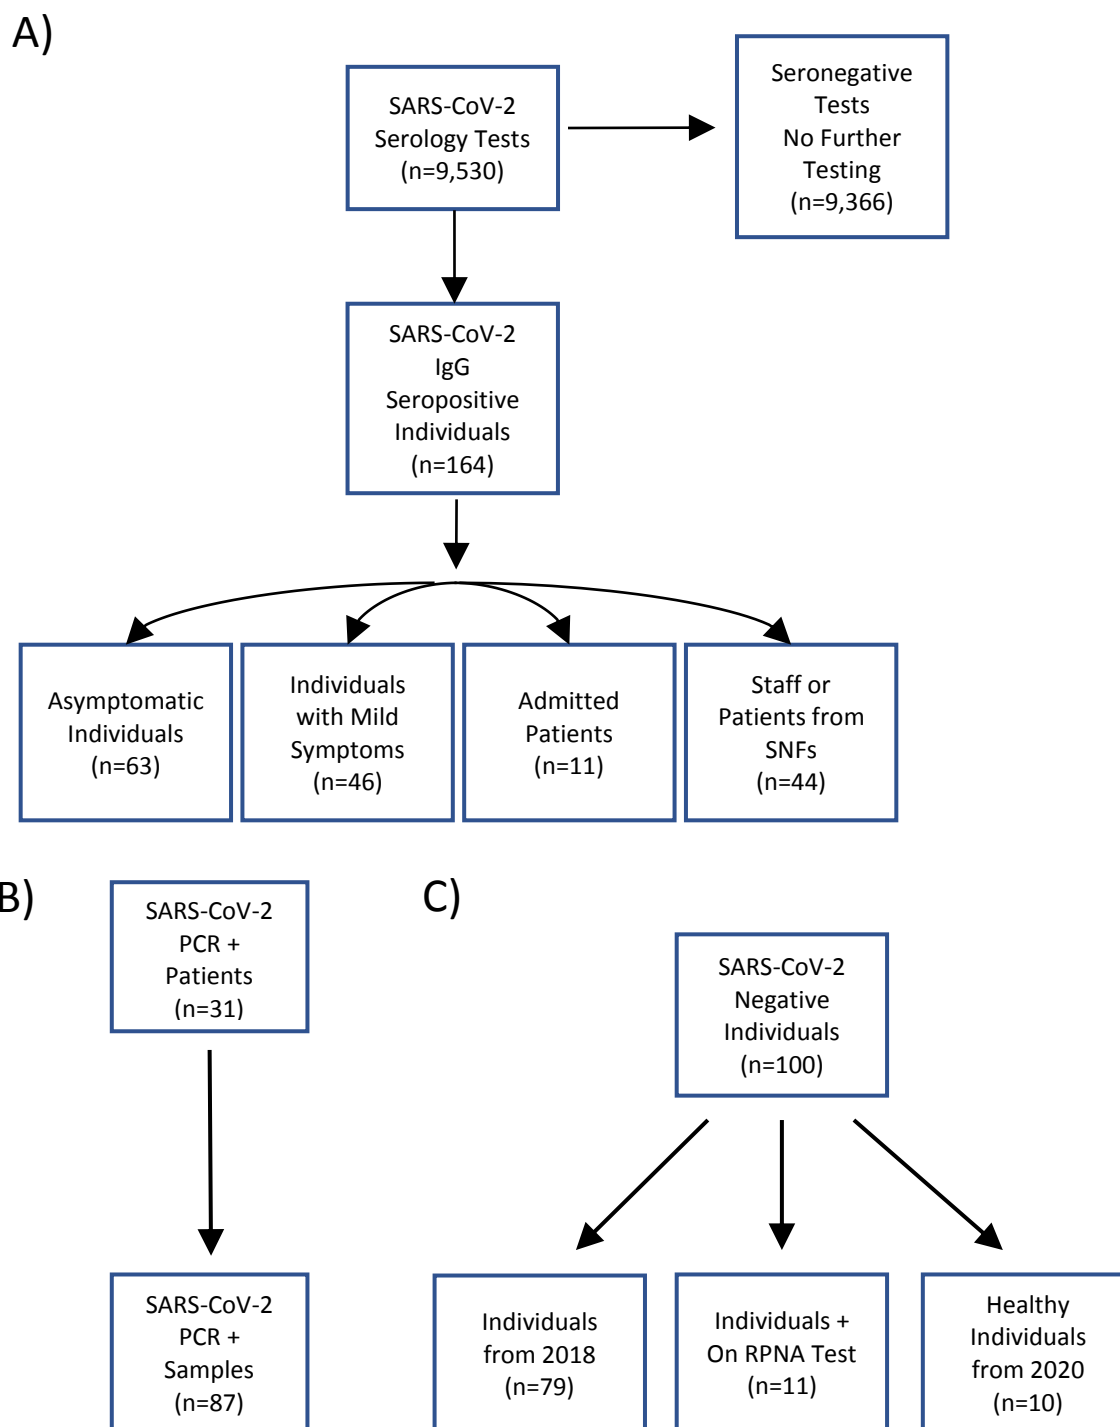 A)
SARS-CoV-2
Serology Tests
(n=9,530)
Seronegative
Tests
No Further
Testing
(n=9,366)
SARS-CoV-2
IgG
Seropositive
Individuals
(n=164)
Asymptomatic
Individuals
(n=63)
Individuals
with Mild
Symptoms
(n=46)
Admitted
Patients
(n=11)
Staff or
Patients from
SNFs
(n=44)
B)
SARS-CoV-2
PCR +
Patients
(n=31)
SARS-CoV-2
PCR +
Samples
(n=87)
C)
SARS-CoV-2
Negative
Individuals
(n=100)
Individuals
from 2018
(n=79)
Individuals +
On RPNA Test
(n=11)
Healthy
Individuals
from 2020
(n=10)